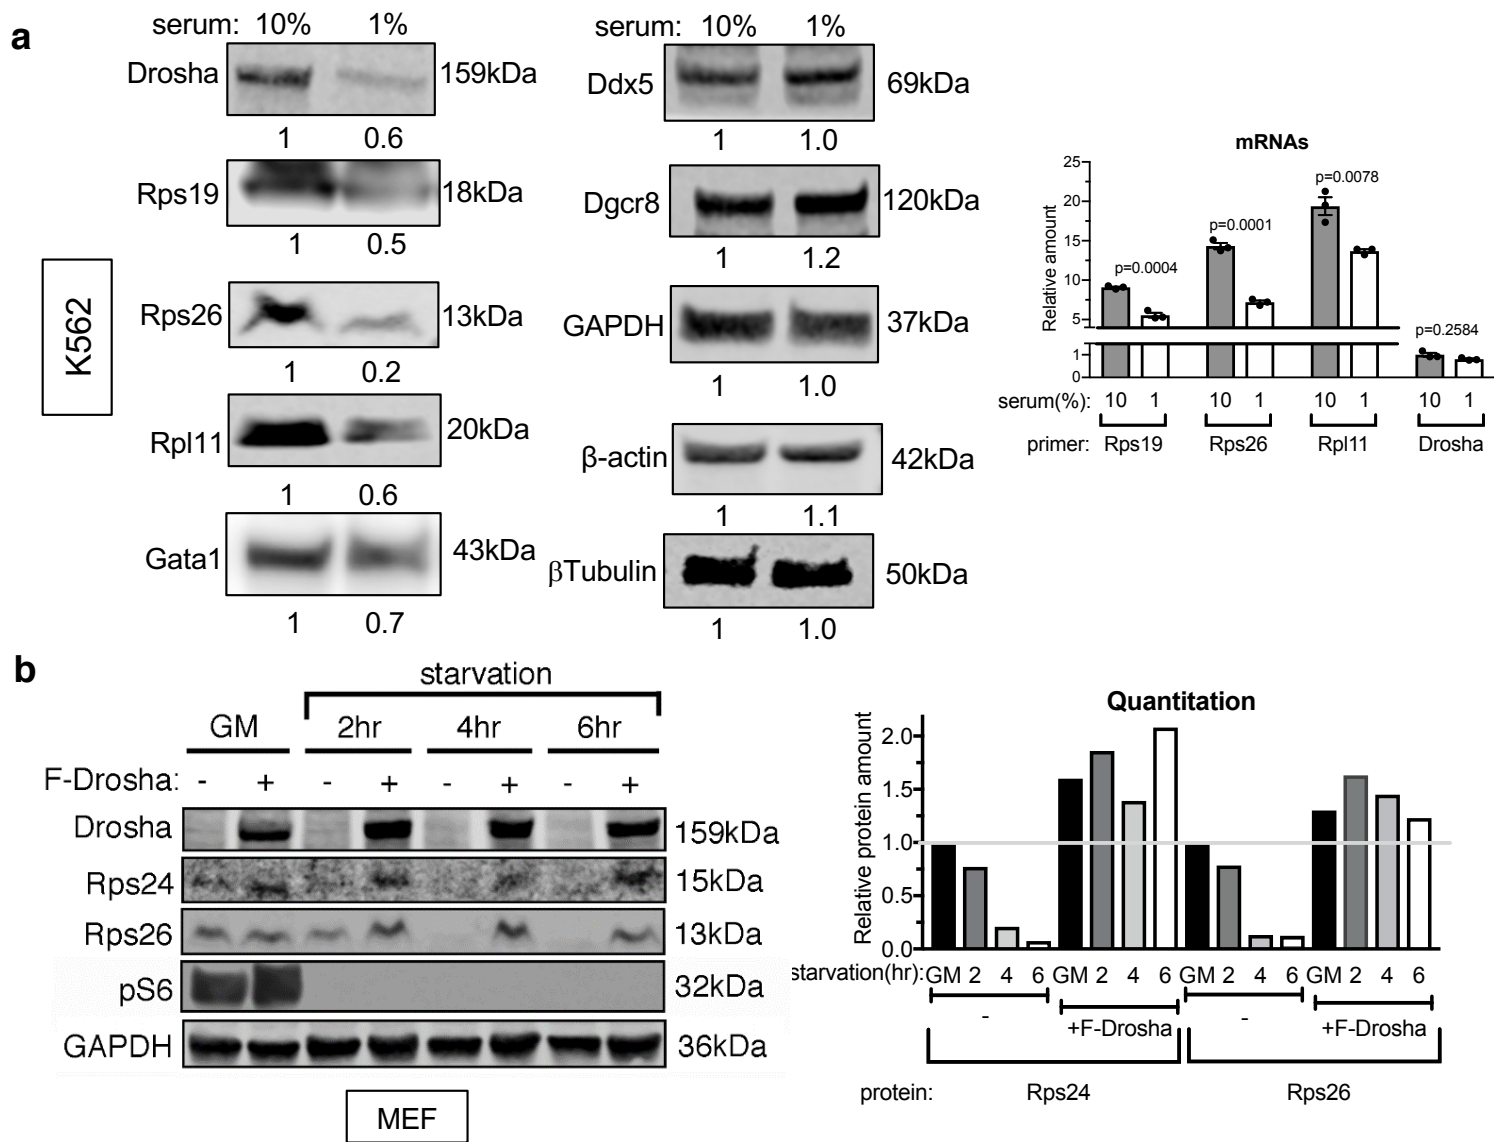 a
serum: 10% 1%
Drosha 159kDa
1 0.6
Rps19 18kDa
1 0.5
Rps26 13kDa
1 0.2
Rpl11 20kDa
1 0.6
Gata1 43kDa
1 0.7
K562
serum: 10% 1%
Ddx5 69kDa
1 1.0
Dgcr8 120kDa
1 1.2
GAPDH 37kDa
1 1.0
β-actin 42kDa
1 1.1
βTubulin 50kDa
1 1.0
mRNAs
Relative amount
25
20
15
10
5
1
0
p=0.0004
p=0.0001
p=0.0078
p=0.2584
serum(%): 10 1 10 1 10 1 10 1
primer: Rps19 Rps26 Rpl11 Drosha
b
starvation
GM 2hr 4hr 6hr
F-Drosha: - + - + - + - +
Drosha 159kDa
Rps24 15kDa
Rps26 13kDa
pS6 32kDa
GAPDH 36kDa
MEF
Quantitation
Relative protein amount
2.0
1.5
1.0
0.5
0.0
starvation(hr): GM 2 4 6 GM 2 4 6 GM 2 4 6 GM 2 4 6
- +F-Drosha - +F-Drosha
protein: Rps24 Rps26